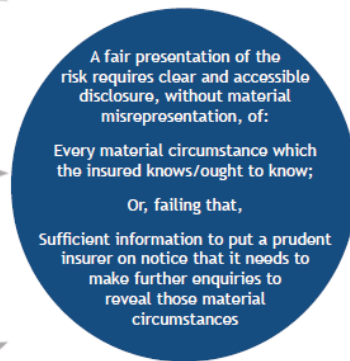 A fair presentation of the
risk requires clear and accessible
disclosure, without material
misrepresentation, of:
Every material circumstance which
the insured knows/ought to know;
Or, failing that,
Sufficient information to put a prudent
insurer on notice that it needs to
make further enquiries to
reveal those material
circumstances